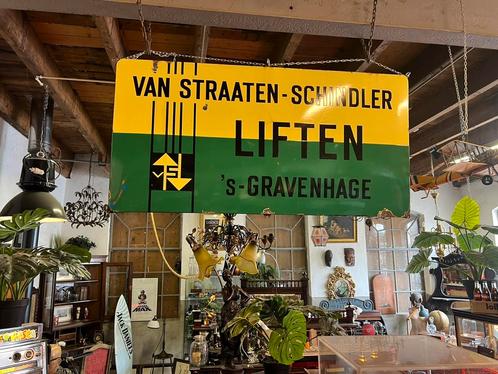 VAN STRAATEN-SCHINDLER
LIFTEN
VS
's-GRAVENHAGE